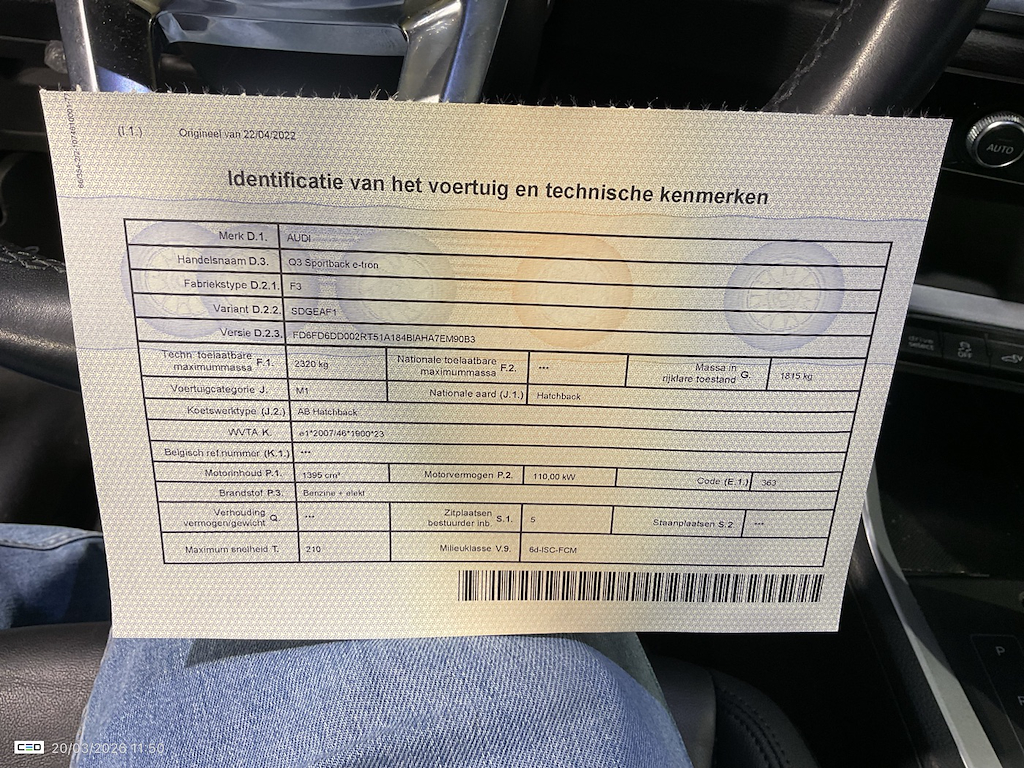 (I.1.) Origineel van 22/04/2022
Identificatie van het voertuig en technische kenmerken
Merk D.1. AUDI
Handelsnaam D.3. Q3 Sportback e-tron
Fabriekstype D.2.1. F3
Variant D.2.2. SDGEAF1
Versie D.2.3. FD6FD6DD002RT51A184BIAHA7EM90B3
Techn. toelaatbare maximummassa F.1. 2320 kg Nationale toelaatbare maximummassa F.2. *** Massa in rijklare toestand G. 1815 kg
Voertuigcategorie J. M1 Nationale aard (J.1.) Hatchback
Koetswerktype (J.2.) AB Hatchback
WVTA K. e1*2007/46*1900*23
Belgisch ref.nummer (K.1.) ***
Motorinhoud P.1. 1395 cm³ Motorvermogen P.2. 110,00 kW Code (E.1.) 363
Brandstof P.3. Benzine + elekt
Verhouding vermogen/gewicht Q. *** Zitplaatsen bestuurder inb. S.1. 5 Staanplaatsen S.2 ***
Maximum snelheid T. 210 Milieuklasse V.9. 6d-ISC-FCM
AUTO
drive select
OFF
P
CEO 20/03/2026 11:50